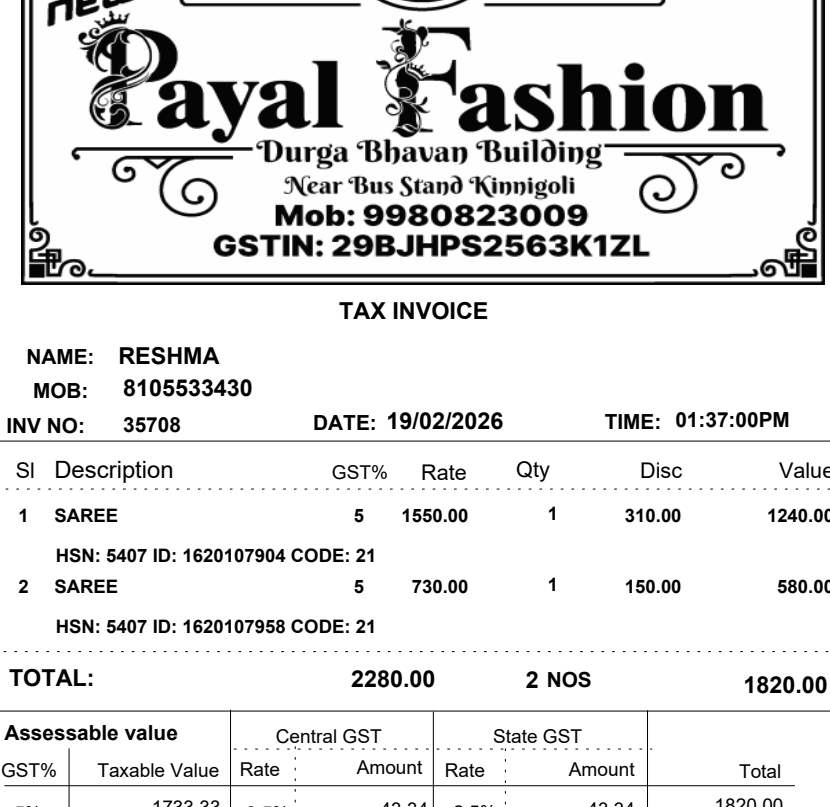 new
Payal Fashion
Durga Bhavan Building
Near Bus Stand Kinnigoli
Mob: 9980823009
GSTIN: 29BJHPS2563K1ZL
TAX INVOICE
NAME: RESHMA
MOB: 8105533430
INV NO: 35708 DATE: 19/02/2026 TIME: 01:37:00PM
Sl Description GST% Rate Qty Disc Value
1 SAREE 5 1550.00 1 310.00 1240.00
HSN: 5407 ID: 1620107904 CODE: 21
2 SAREE 5 730.00 1 150.00 580.00
HSN: 5407 ID: 1620107958 CODE: 21
TOTAL: 2280.00 2 NOS 1820.00
Assessable value Central GST State GST
GST% Taxable Value Rate Amount Rate Amount Total
1733.33 1820.00